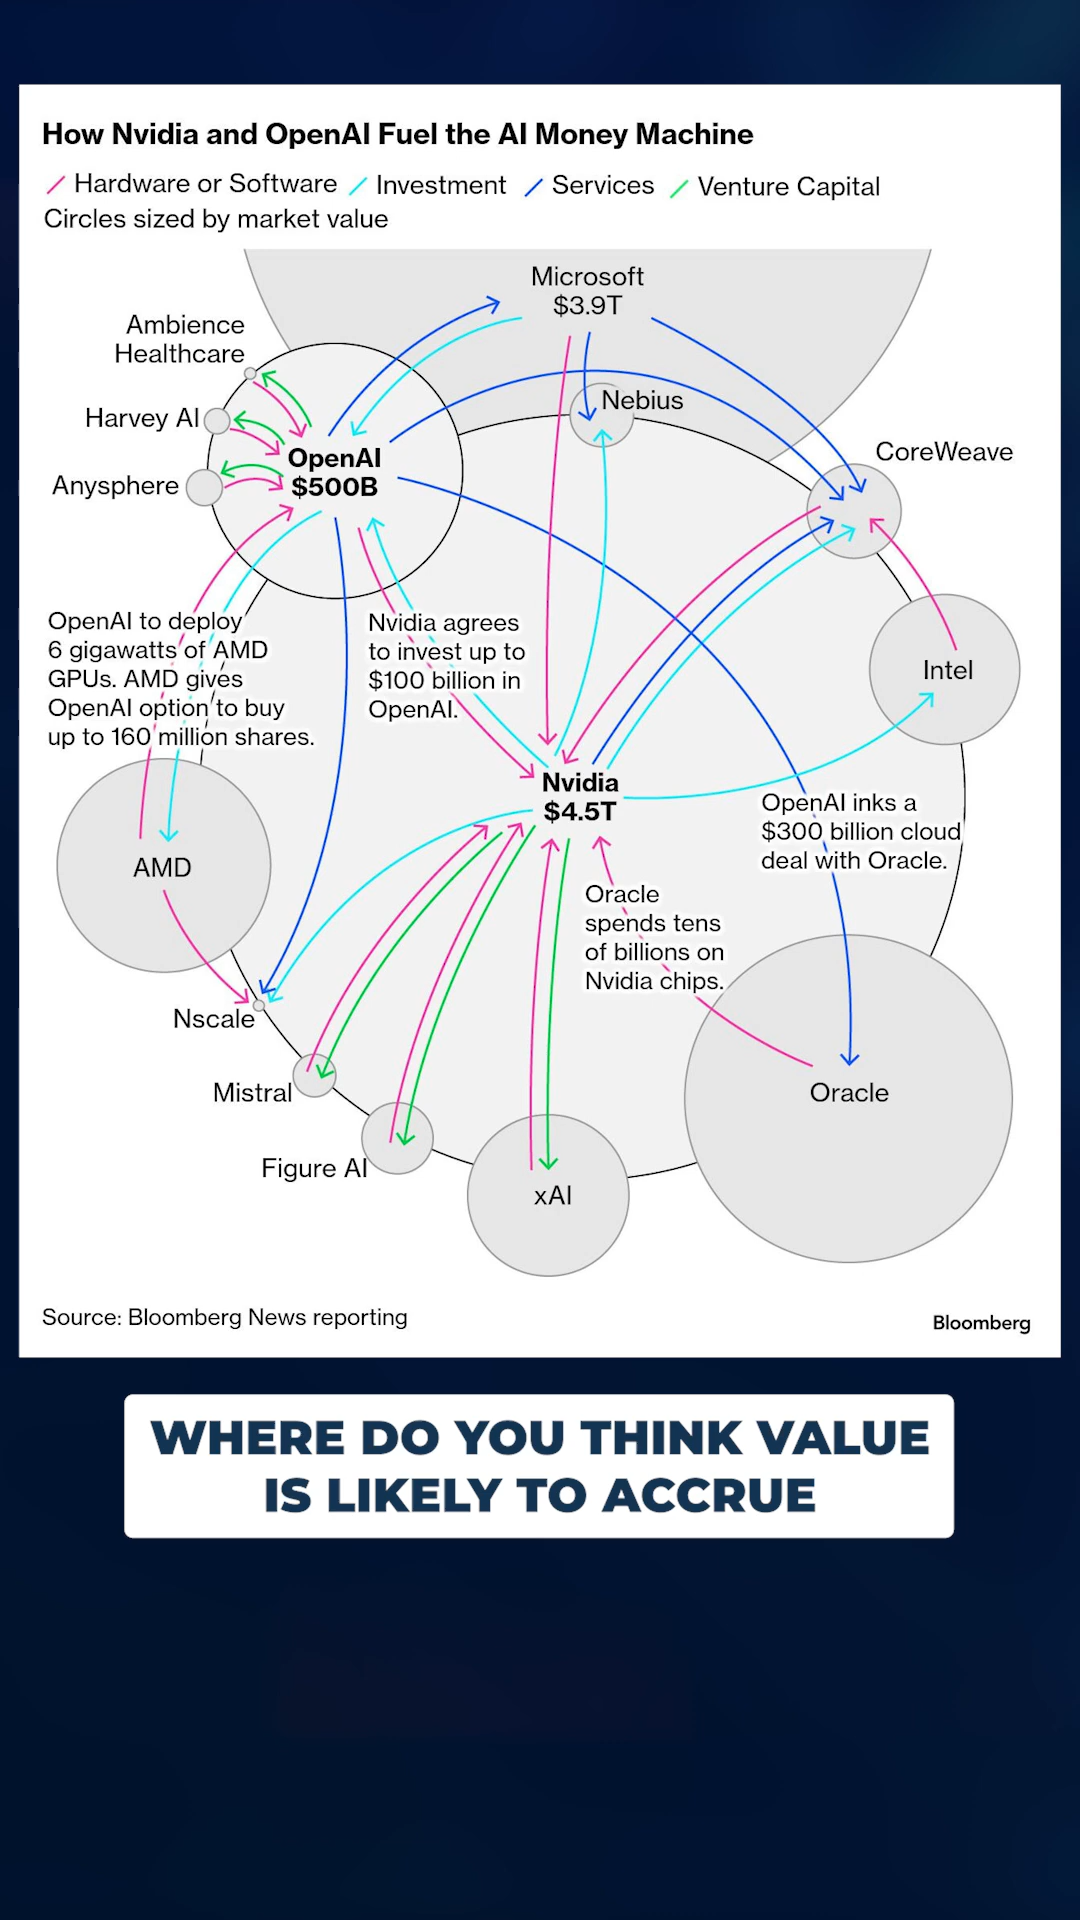 How Nvidia and OpenAI Fuel the AI Money Machine
Hardware or Software Investment Services Venture Capital
Circles sized by market value
Microsoft
$3.9T
Ambience
Healthcare
Harvey AI
Anysphere
OpenAI
$500B
Nebius
CoreWeave
OpenAI to deploy
6 gigawatts of AMD
GPUs. AMD gives
OpenAI option to buy
up to 160 million shares.
Nvidia agrees
to invest up to
$100 billion in
OpenAI.
Intel
Nvidia
$4.5T
OpenAI inks a
$300 billion cloud
deal with Oracle.
AMD
Oracle
spends tens
of billions on
Nvidia chips.
Nscale
Mistral
Figure AI
xAI
Oracle
Source: Bloomberg News reporting
Bloomberg
WHERE DO YOU THINK VALUE
IS LIKELY TO ACCRUE